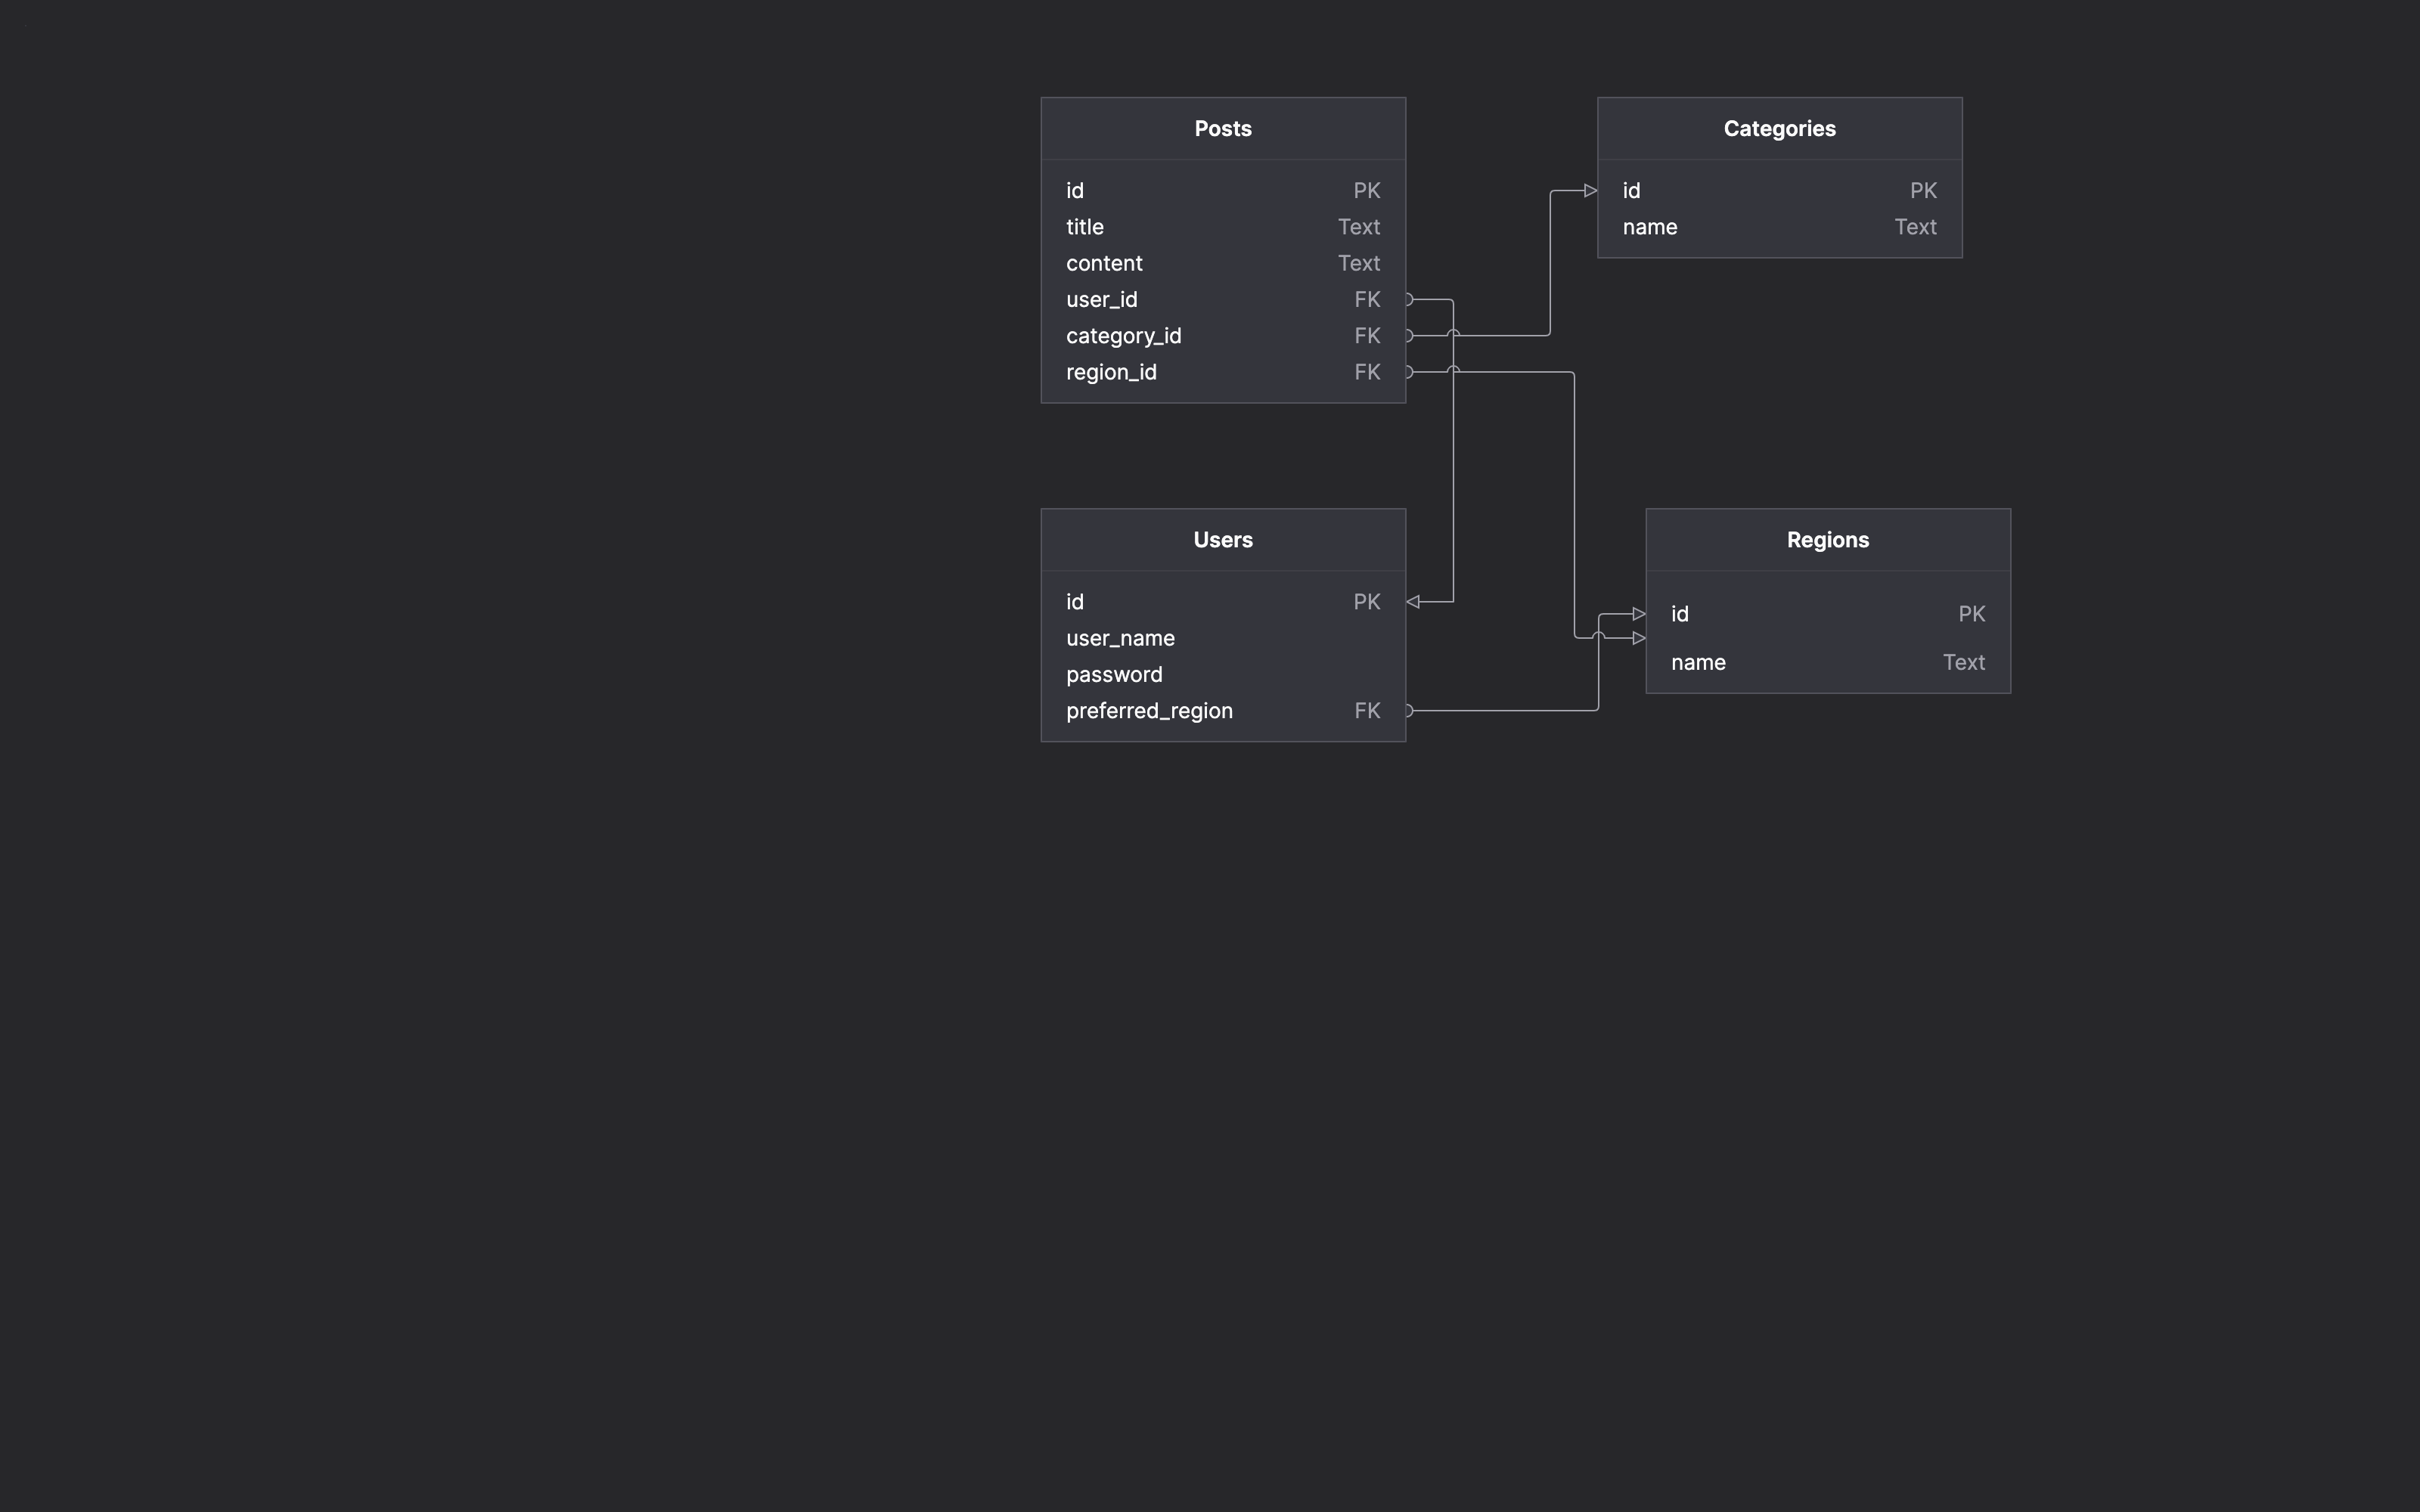 Posts
id PK
title Text
content Text
user_id FK
category_id FK
region_id FK
Categories
id PK
name Text
Users
id PK
user_name
password
preferred_region FK
Regions
id PK
name Text